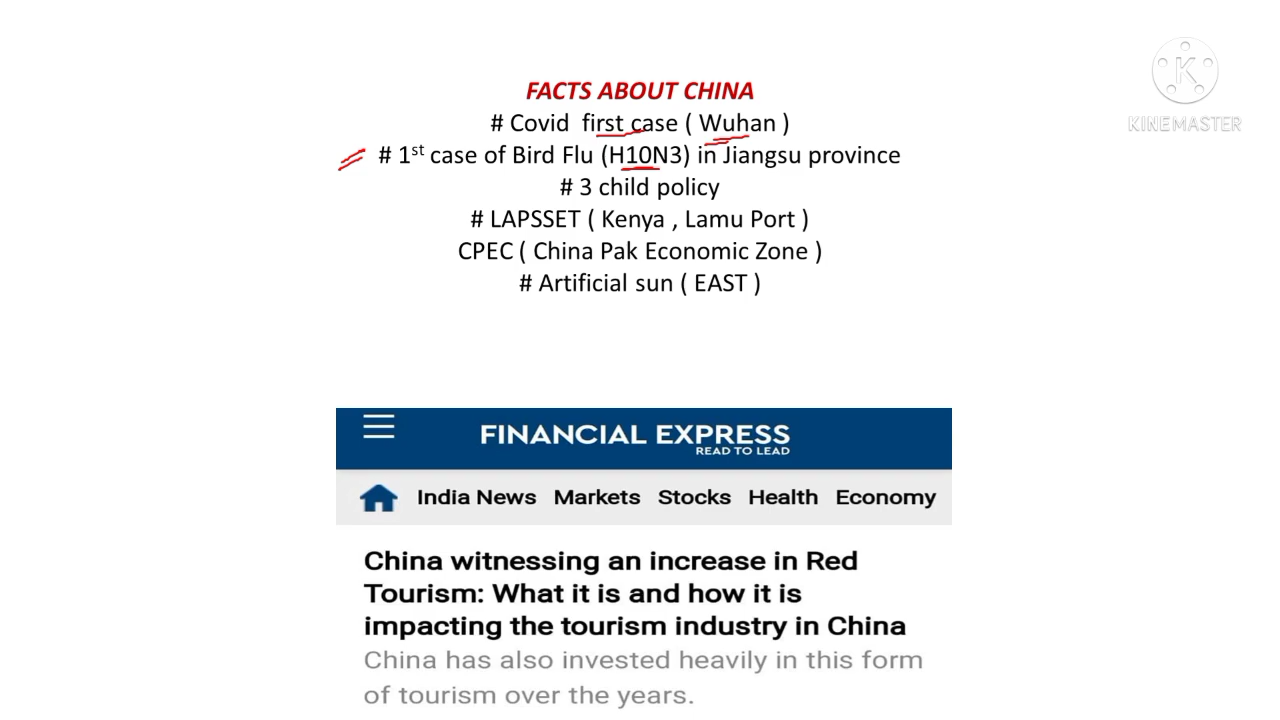 FACTS ABOUT CHINA
# Covid first case ( Wuhan )
# 1st case of Bird Flu (H10N3) in Jiangsu province
# 3 child policy
# LAPSSET ( Kenya , Lamu Port )
CPEC ( China Pak Economic Zone )
# Artificial sun ( EAST )
K
KINEMASTER
FINANCIAL EXPRESS
READ TO LEAD
India News Markets Stocks Health Economy
China witnessing an increase in Red
Tourism: What it is and how it is
impacting the tourism industry in China
China has also invested heavily in this form
of tourism over the years.